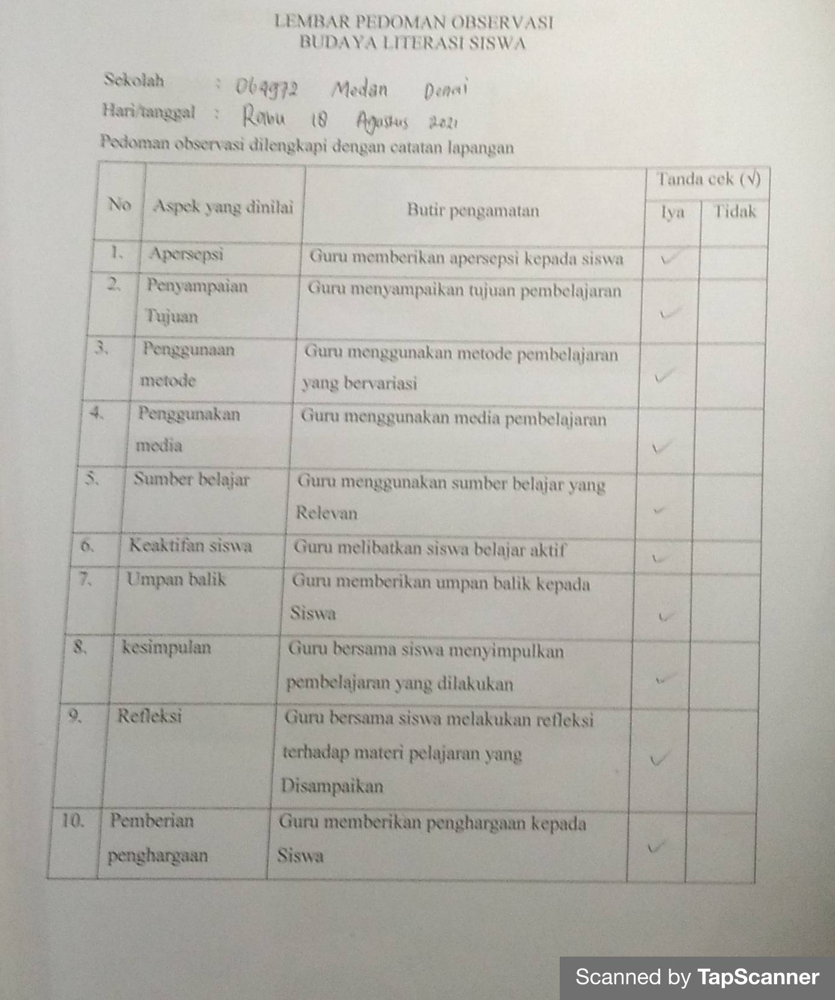 LEMBAR PEDOMAN OBSERVASI
BUDAYA LITERASI SISWA
Sekolah : 064972 Medan Denai
Hari/tanggal : Rabu 18 Agustus 2021
Pedoman observasi dilengkapi dengan catatan lapangan
No Aspek yang dinilai Butir pengamatan Tanda cek (√)
Iya Tidak
1. Apersepsi Guru memberikan apersepsi kepada siswa ✓
2. Penyampaian Guru menyampaikan tujuan pembelajaran
Tujuan ✓
3. Penggunaan Guru menggunakan metode pembelajaran
metode yang bervariasi ✓
4. Penggunakan Guru menggunakan media pembelajaran
media ✓
5. Sumber belajar Guru menggunakan sumber belajar yang
Relevan ✓
6. Keaktifan siswa Guru melibatkan siswa belajar aktif ✓
7. Umpan balik Guru memberikan umpan balik kepada
Siswa ✓
8. kesimpulan Guru bersama siswa menyimpulkan
pembelajaran yang dilakukan ✓
9. Refleksi Guru bersama siswa melakukan refleksi
terhadap materi pelajaran yang ✓
Disampaikan
10. Pemberian Guru memberikan penghargaan kepada
penghargaan Siswa ✓
Scanned by TapScanner